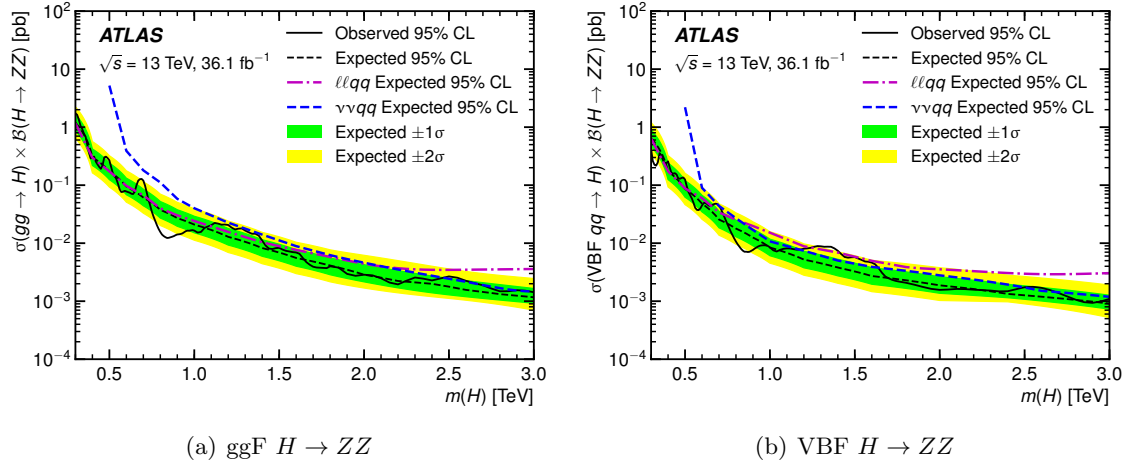 σ(gg → H) × B(H → ZZ) [pb]
10²
10
1
10⁻¹
10⁻²
10⁻³
10⁻⁴
ATLAS
√s = 13 TeV, 36.1 fb⁻¹
Observed 95% CL
Expected 95% CL
ℓℓqq Expected 95% CL
ννqq Expected 95% CL
Expected ±1σ
Expected ±2σ
0.5 1.0 1.5 2.0 2.5 3.0
m(H) [TeV]
(a) ggF H → ZZ
σ(VBF qq → H) × B(H → ZZ) [pb]
10²
10
1
10⁻¹
10⁻²
10⁻³
10⁻⁴
ATLAS
√s = 13 TeV, 36.1 fb⁻¹
Observed 95% CL
Expected 95% CL
ℓℓqq Expected 95% CL
ννqq Expected 95% CL
Expected ±1σ
Expected ±2σ
0.5 1.0 1.5 2.0 2.5 3.0
m(H) [TeV]
(b) VBF H → ZZ